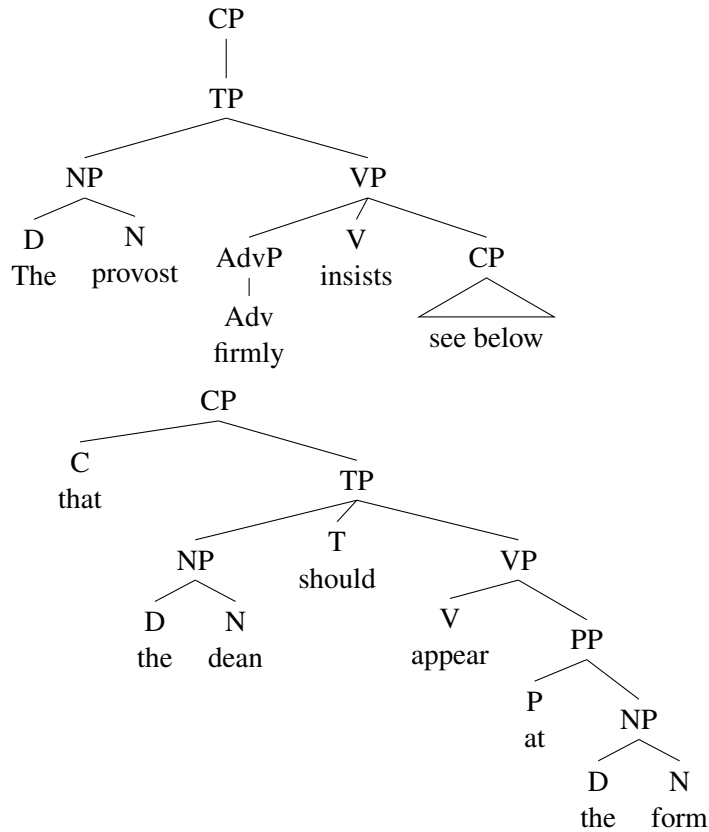 CP
TP
NP VP
D N AdvP V CP
The provost insists
Adv see below
firmly
CP
C TP
that
NP T VP
should
D N V PP
the dean appear
P NP
at
D N
the form